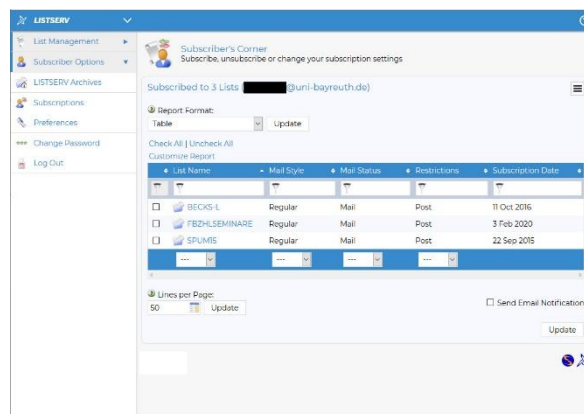 LISTSERV
List Management
Subscriber Options
LISTSERV Archives
Subscriptions
Preferences
Change Password
Log Out
Subscriber's Corner
Subscribe, unsubscribe or change your subscription settings
Subscribed to 3 Lists ( @uni-bayreuth.de)
Report Format:
Table Update
Check All | Uncheck All
Customize Report
List Name Mail Style Mail Status Restrictions Subscription Date
BECKS-L Regular Mail Post 11 Oct 2016
FBZHLSEMINARE Regular Mail Post 3 Feb 2020
SPUM15 Regular Mail Post 22 Sep 2015
--- --- --- ---
Lines per Page:
50 Update
Send Email Notification
Update